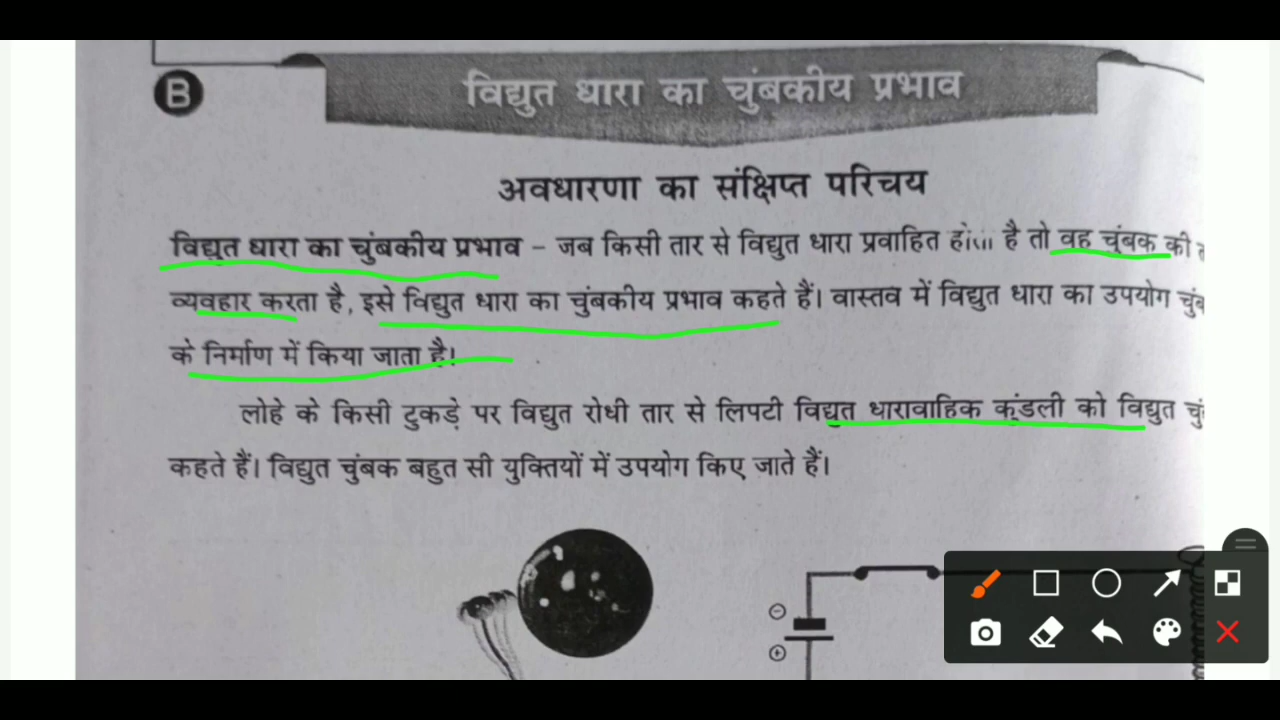 B
विद्युत धारा का चुंबकीय प्रभाव
अवधारणा का संक्षिप्त परिचय
विद्युत धारा का चुंबकीय प्रभाव – जब किसी तार से विद्युत धारा प्रवाहित होता है तो वह चुंबक की
व्यवहार करता है, इसे विद्युत धारा का चुंबकीय प्रभाव कहते हैं। वास्तव में विद्युत धारा का उपयोग
के निर्माण में किया जाता है।
लोहे के किसी टुकड़े पर विद्युत रोधी तार से लिपटी विद्युत धारावाहिक कुंडली को विद्युत
कहते हैं। विद्युत चुंबक बहुत सी युक्तियों में उपयोग किए जाते हैं।